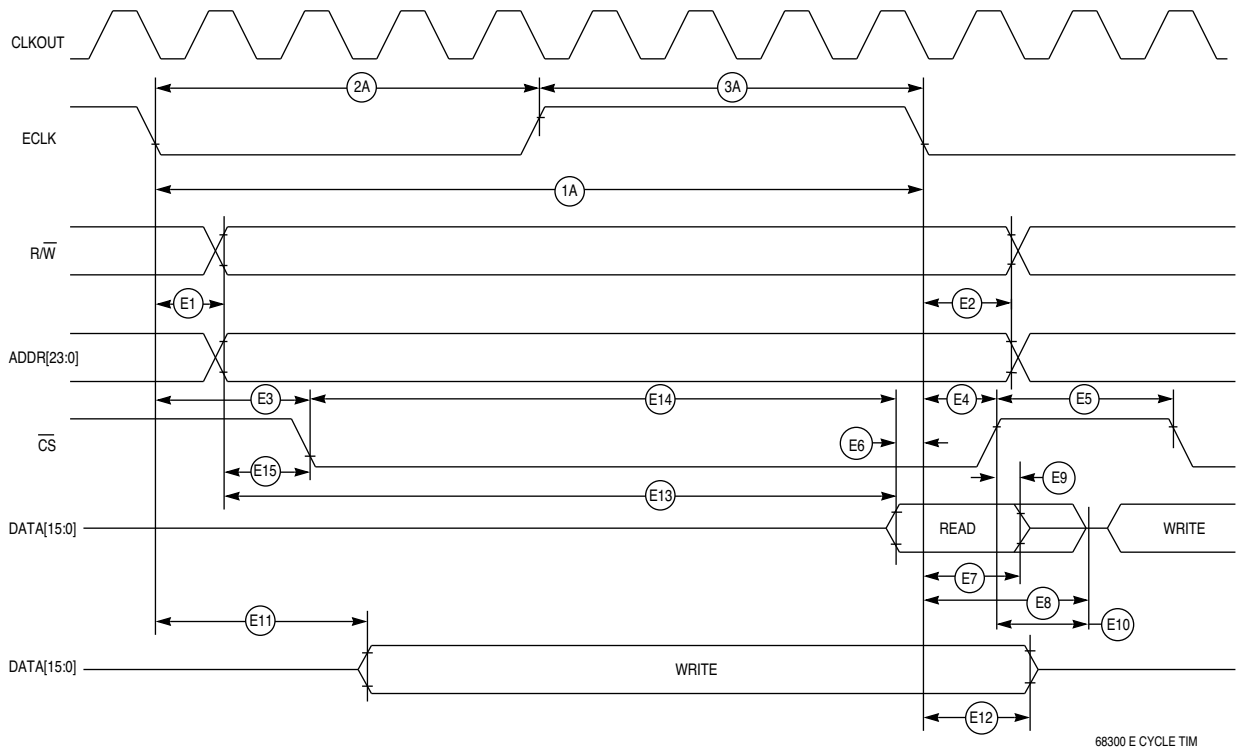 CLKOUT
2A
3A
ECLK
1A
R/W
E1
E2
ADDR[23:0]
E3
E14
E4
E5
CS
E6
E15
E9
E13
DATA[15:0]
READ
WRITE
E7
E8
E11
E10
DATA[15:0]
WRITE
E12
68300 E CYCLE TIM